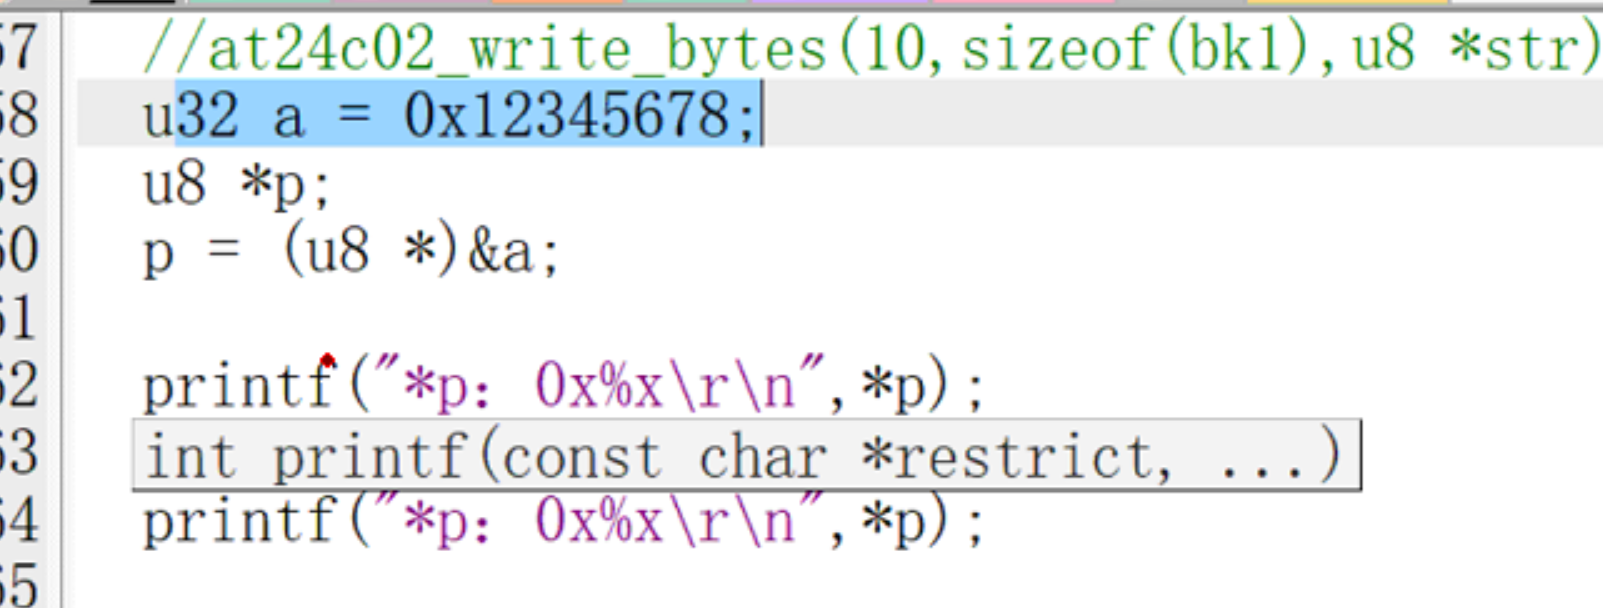 57 //at24c02_write_bytes(10,sizeof(bk1),u8 *str)
58 u32 a = 0x12345678;
59 u8 *p;
60 p = (u8 *)&a;
61
62 printf("*p：0x%x\r\n",*p);
63 int printf(const char *restrict, ...)
64 printf("*p：0x%x\r\n",*p);
65